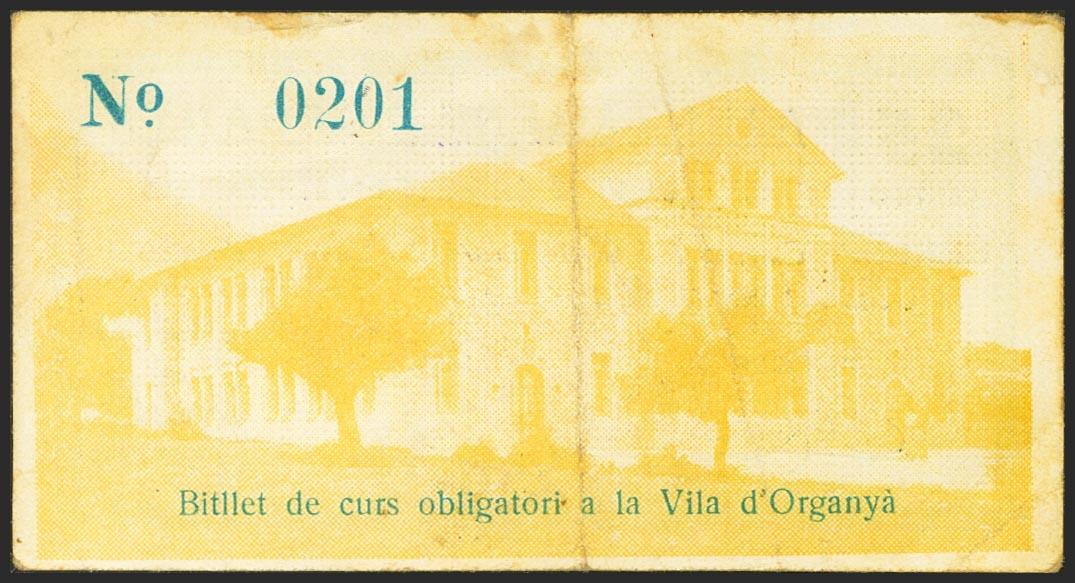 Nº 0201
Bitllet de curs obligatori a la Vila d'Organyà